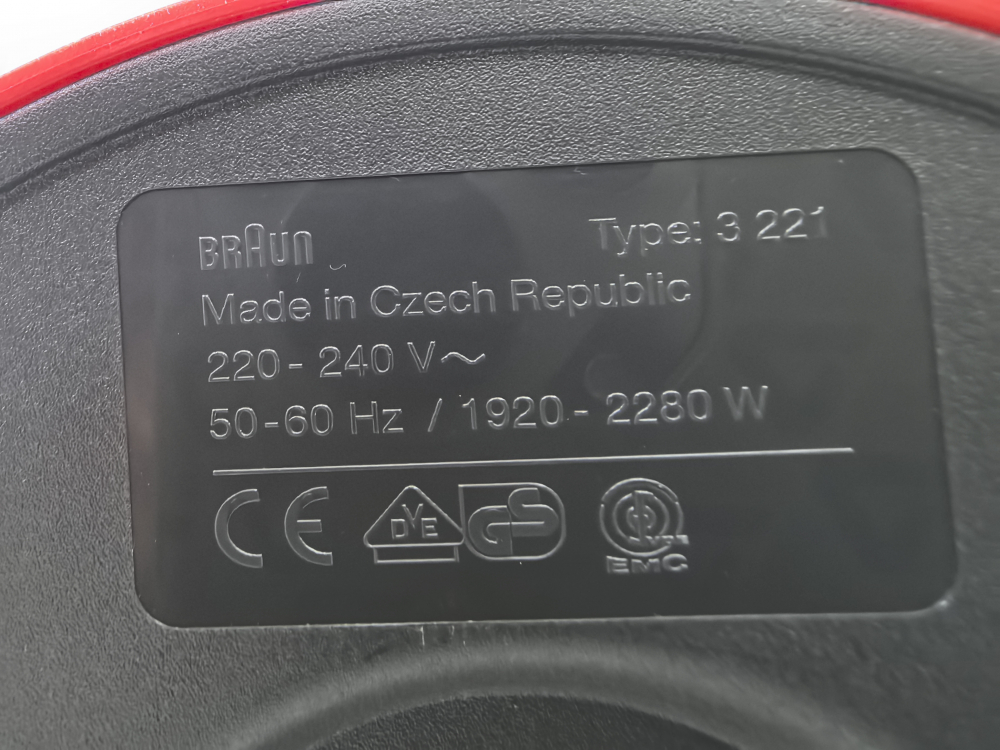 BRAUN Type: 3 221
Made in Czech Republic
220 - 240 V~
50-60 Hz / 1920 - 2280 W
CE DVE GS
EMC